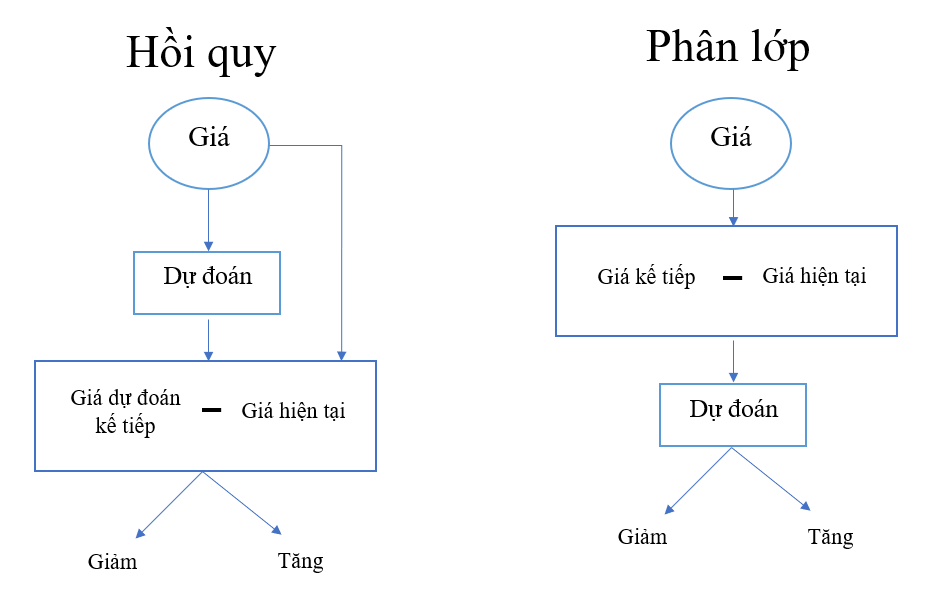 Hồi quy
Giá
Dự đoán
Giá dự đoán
kế tiếp
–
Giá hiện tại
Giảm
Tăng
Phân lớp
Giá
Giá kế tiếp – Giá hiện tại
Dự đoán
Giảm
Tăng